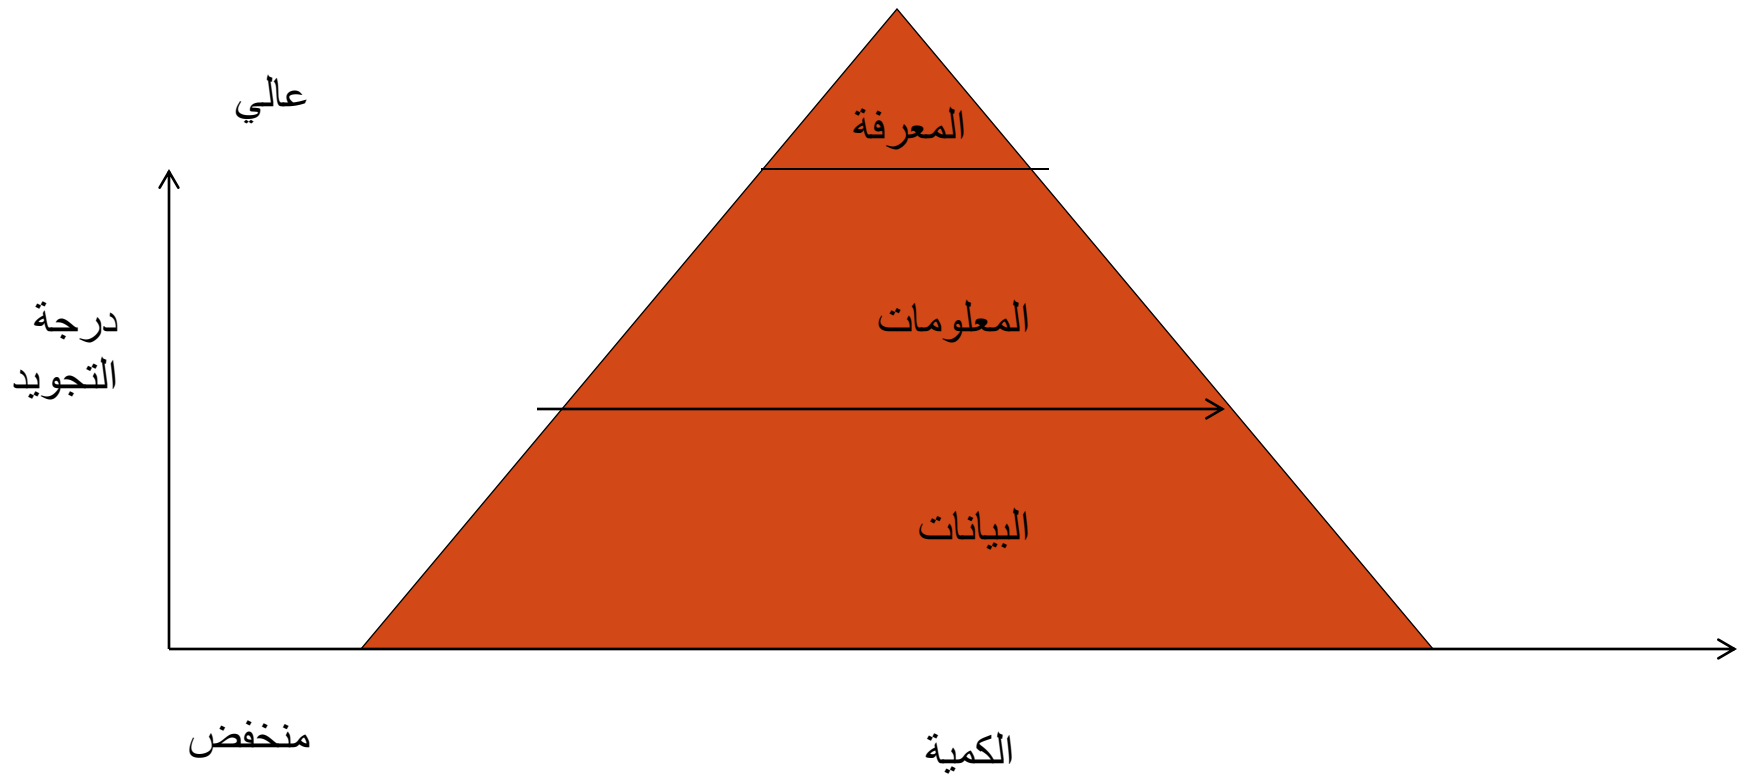 عالي
المعرفة
المعلومات
درجة
التجويد
البيانات
منخفض
الكمية